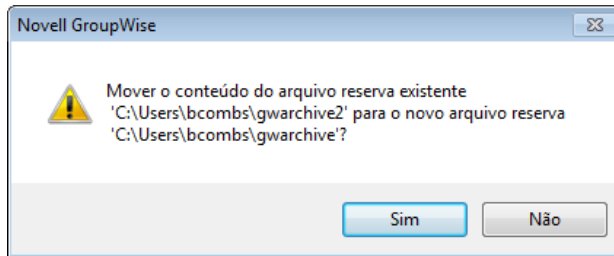 Novell GroupWise
Mover o conteúdo do arquivo reserva existente
'C:\Users\bcombs\gwarchive2' para o novo arquivo reserva
'C:\Users\bcombs\gwarchive'?
Sim
Não